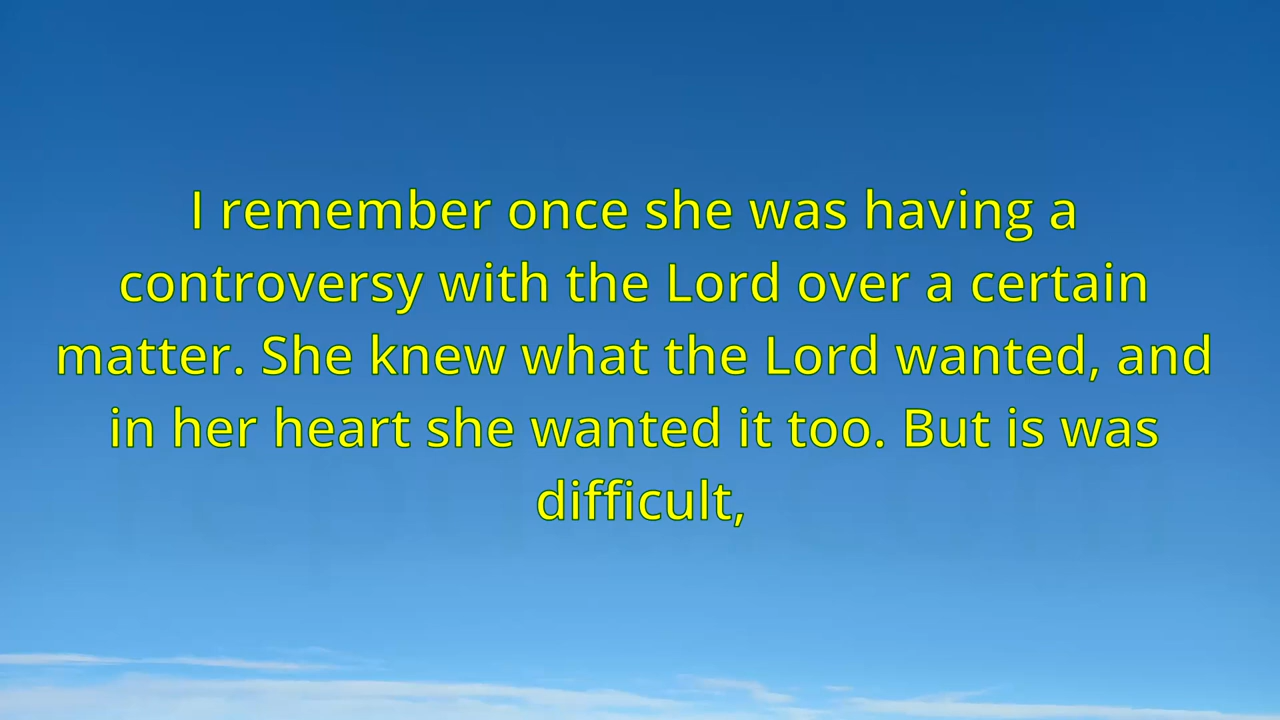 I remember once she was having a
controversy with the Lord over a certain
matter. She knew what the Lord wanted, and
in her heart she wanted it too. But is was
difficult,